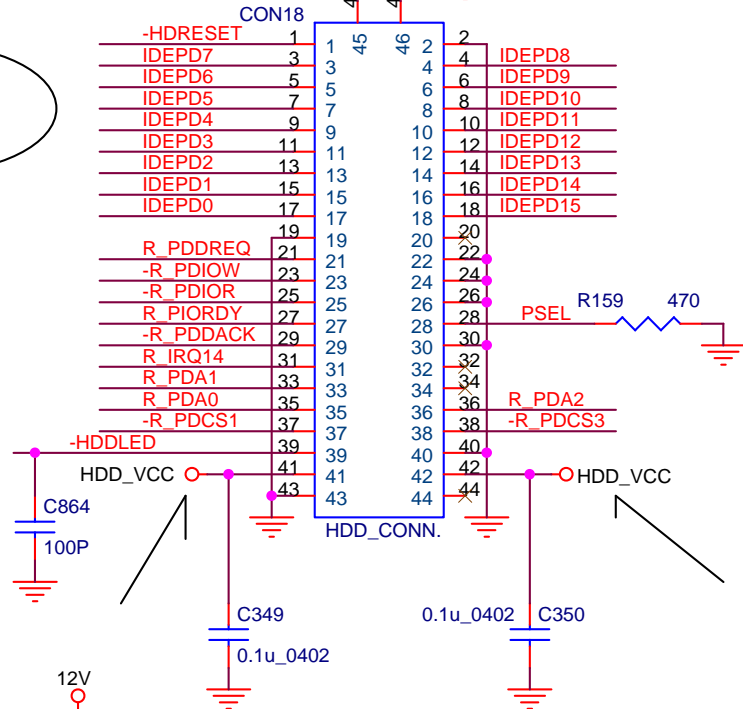 CON18
4 4
-HDRESET 1 1 45 46 2 2
IDEPD7 3 3 4 4 IDEPD8
IDEPD6 5 5 6 6 IDEPD9
IDEPD5 7 7 8 8 IDEPD10
IDEPD4 9 9 10 10 IDEPD11
IDEPD3 11 11 12 12 IDEPD12
IDEPD2 13 13 14 14 IDEPD13
IDEPD1 15 15 16 16 IDEPD14
IDEPD0 17 17 18 18 IDEPD15
19 19 20 20
R_PDDREQ 21 21 22 22
-R_PDIOW 23 23 24 24
-R_PDIOR 25 25 26 26
R_PIORDY 27 27 28 28 PSEL R159 470
-R_PDDACK 29 29 30 30
R_IRQ14 31 31 32 32
R_PDA1 33 33 34 34
R_PDA0 35 35 36 36 R_PDA2
-R_PDCS1 37 37 38 38 -R_PDCS3
-HDDLED 39 39 40 40
HDD_VCC 41 41 42 42 HDD_VCC
43 43 44 44
C864
100P
HDD_CONN.
C349
0.1u_0402
0.1u_0402 C350
12V